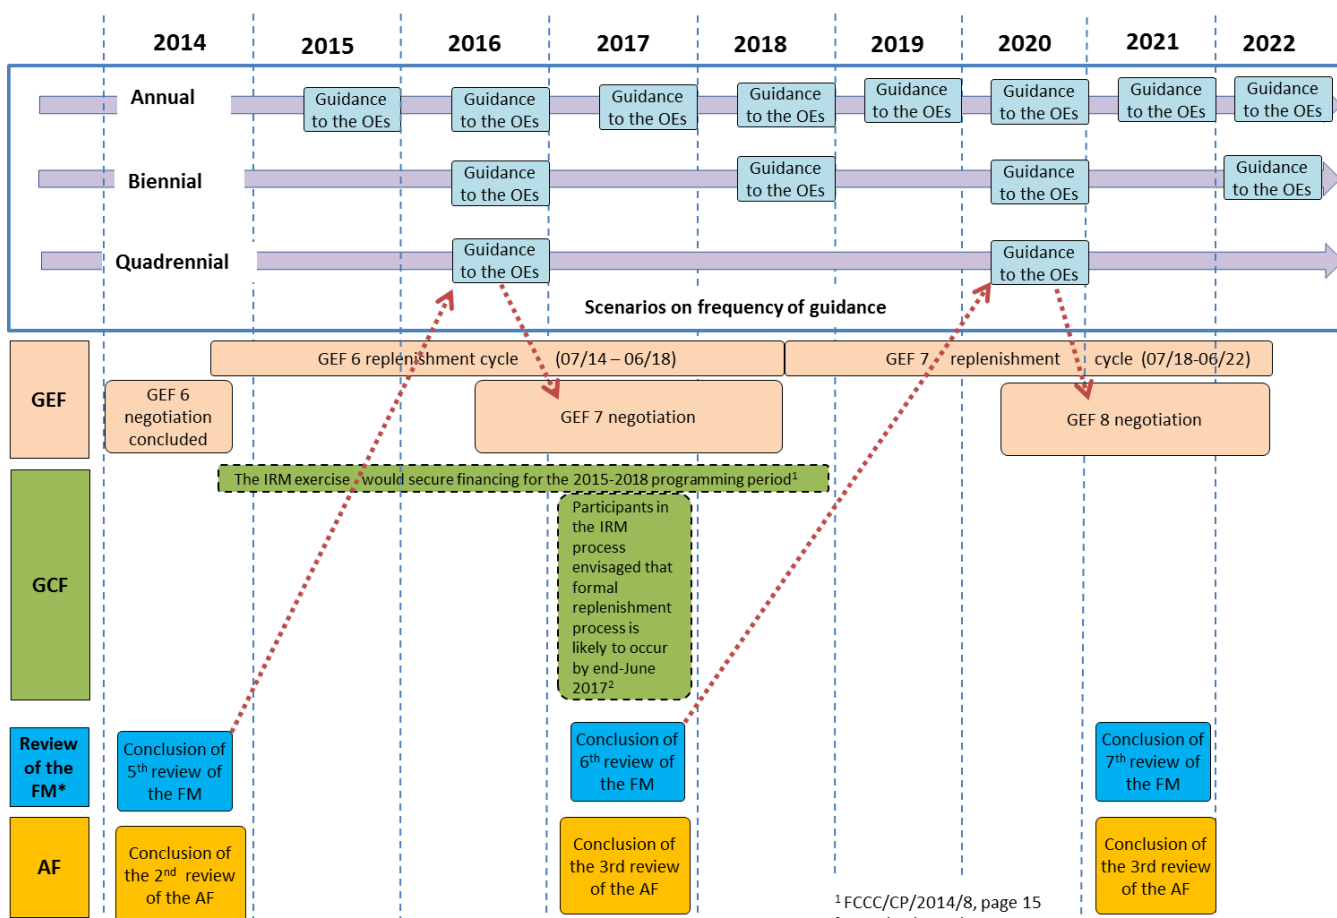 2014 2015 2016 2017 2018 2019 2020 2021 2022
Annual
Guidance
to the OEs
Guidance
to the OEs
Guidance
to the OEs
Guidance
to the OEs
Guidance
to the OEs
Guidance
to the OEs
Guidance
to the OEs
Guidance
to the OEs
Biennial
Guidance
to the OEs
Guidance
to the OEs
Guidance
to the OEs
Guidance
to the OEs
Quadrennial
Guidance
to the OEs
Guidance
to the OEs
Scenarios on frequency of guidance
GEF
GEF 6 replenishment cycle (07/14 – 06/18)
GEF 7 replenishment cycle (07/18-06/22)
GEF 6
negotiation
concluded
GEF 7 negotiation
GEF 8 negotiation
GCF
The IRM exercise would secure financing for the 2015-2018 programming period¹
Participants in
the IRM
process
envisaged that
formal
replenishment
process is
likely to occur
by end-June
2017²
Review
of the
FM*
Conclusion of
5th review of
the FM
Conclusion of
6th review of
the FM
Conclusion of
7th review of
the FM
AF
Conclusion of
the 2nd review
of the AF
Conclusion of
the 3rd review
of the AF
Conclusion of
the 3rd review
of the AF
¹ FCCC/CP/2014/8, page 15